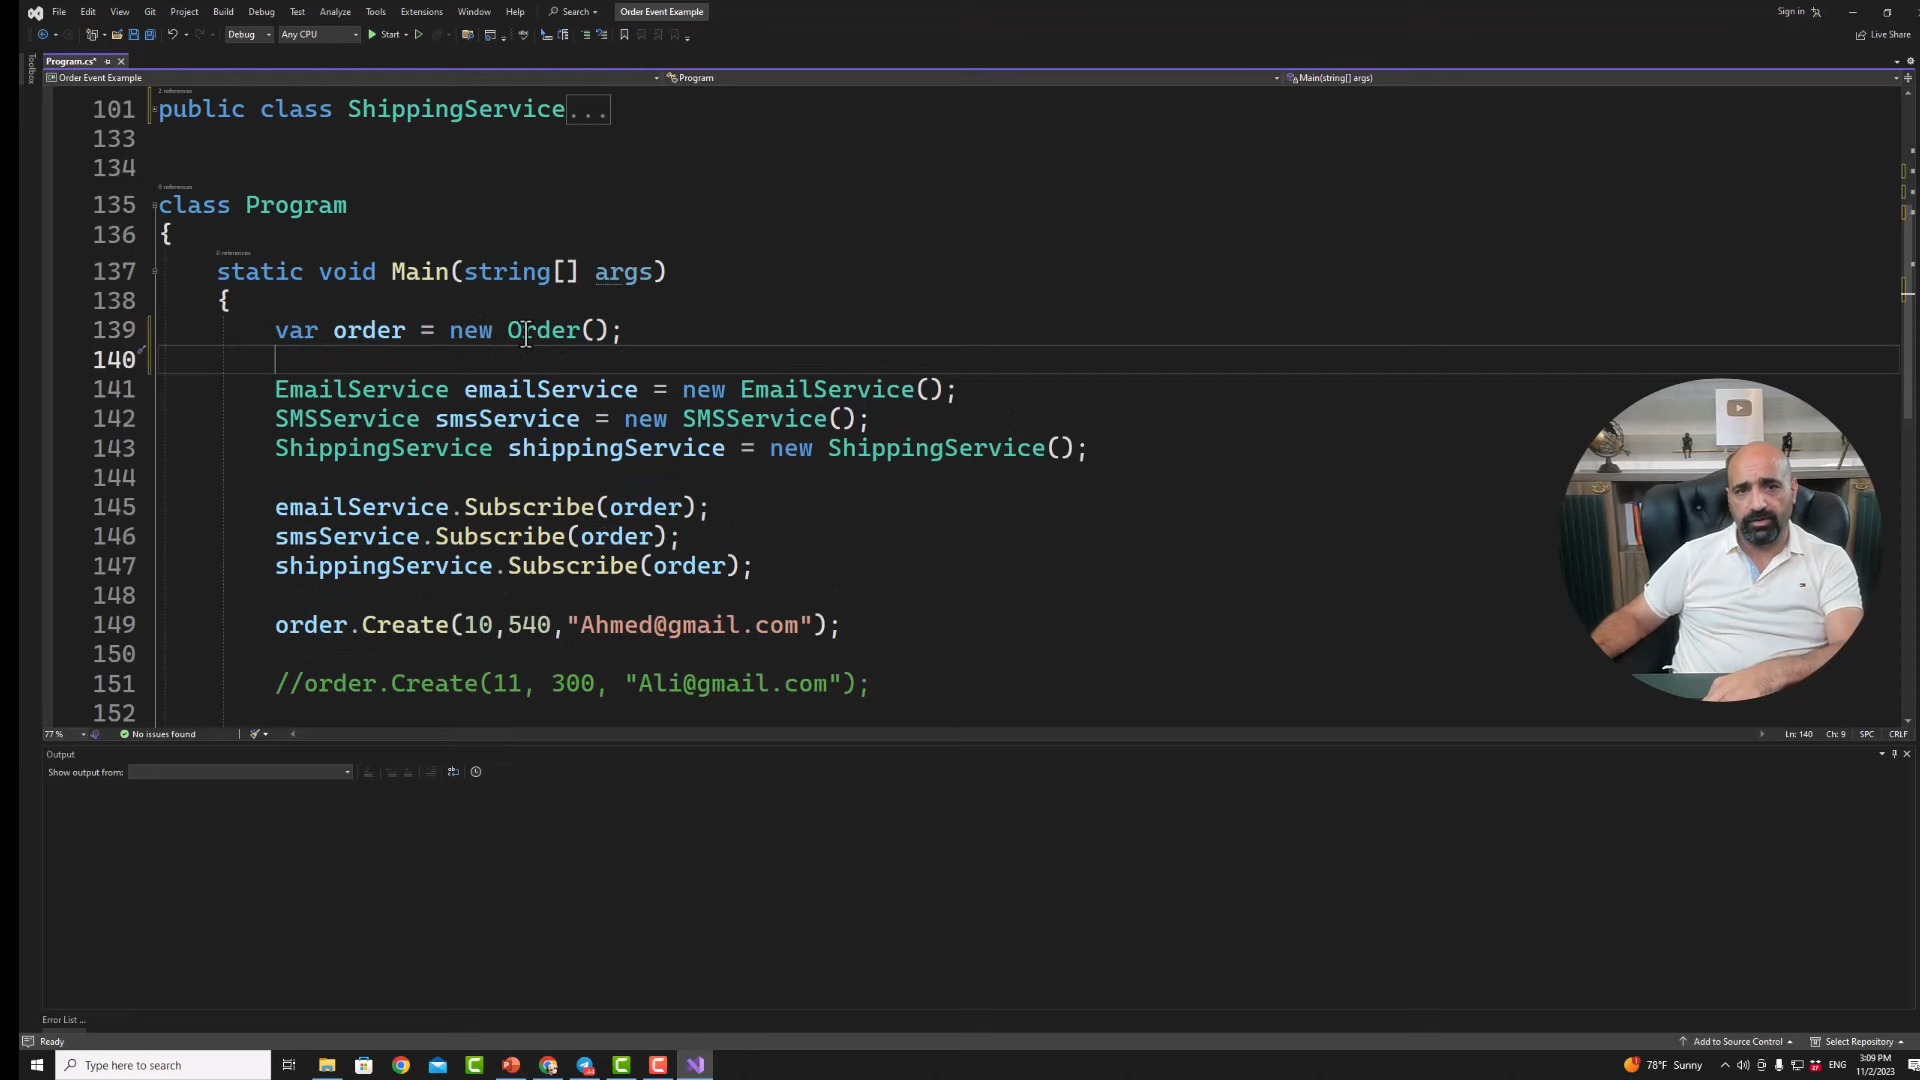 File Edit View Git Project Build Debug Test Analyze Tools Extensions Window Help Search Order Event Example Sign in
Debug Any CPU Start Live Share
Program.cs*
Order Event Example Program Main(string[] args)
2 references
101 public class ShippingService...
133
134
0 references
135 class Program
136 {
0 references
137 static void Main(string[] args)
138 {
139 var order = new Order();
140
141 EmailService emailService = new EmailService();
142 SMSService smsService = new SMSService();
143 ShippingService shippingService = new ShippingService();
144
145 emailService.Subscribe(order);
146 smsService.Subscribe(order);
147 shippingService.Subscribe(order);
148
149 order.Create(10,540,"Ahmed@gmail.com");
150
151 //order.Create(11, 300, "Ali@gmail.com");
152
77 % No issues found Ln: 140 Ch: 9 SPC CRLF
Output
Show output from:
Error List ...
Ready Add to Source Control Select Repository
Type here to search 78°F Sunny ENG 3:09 PM
11/2/2023